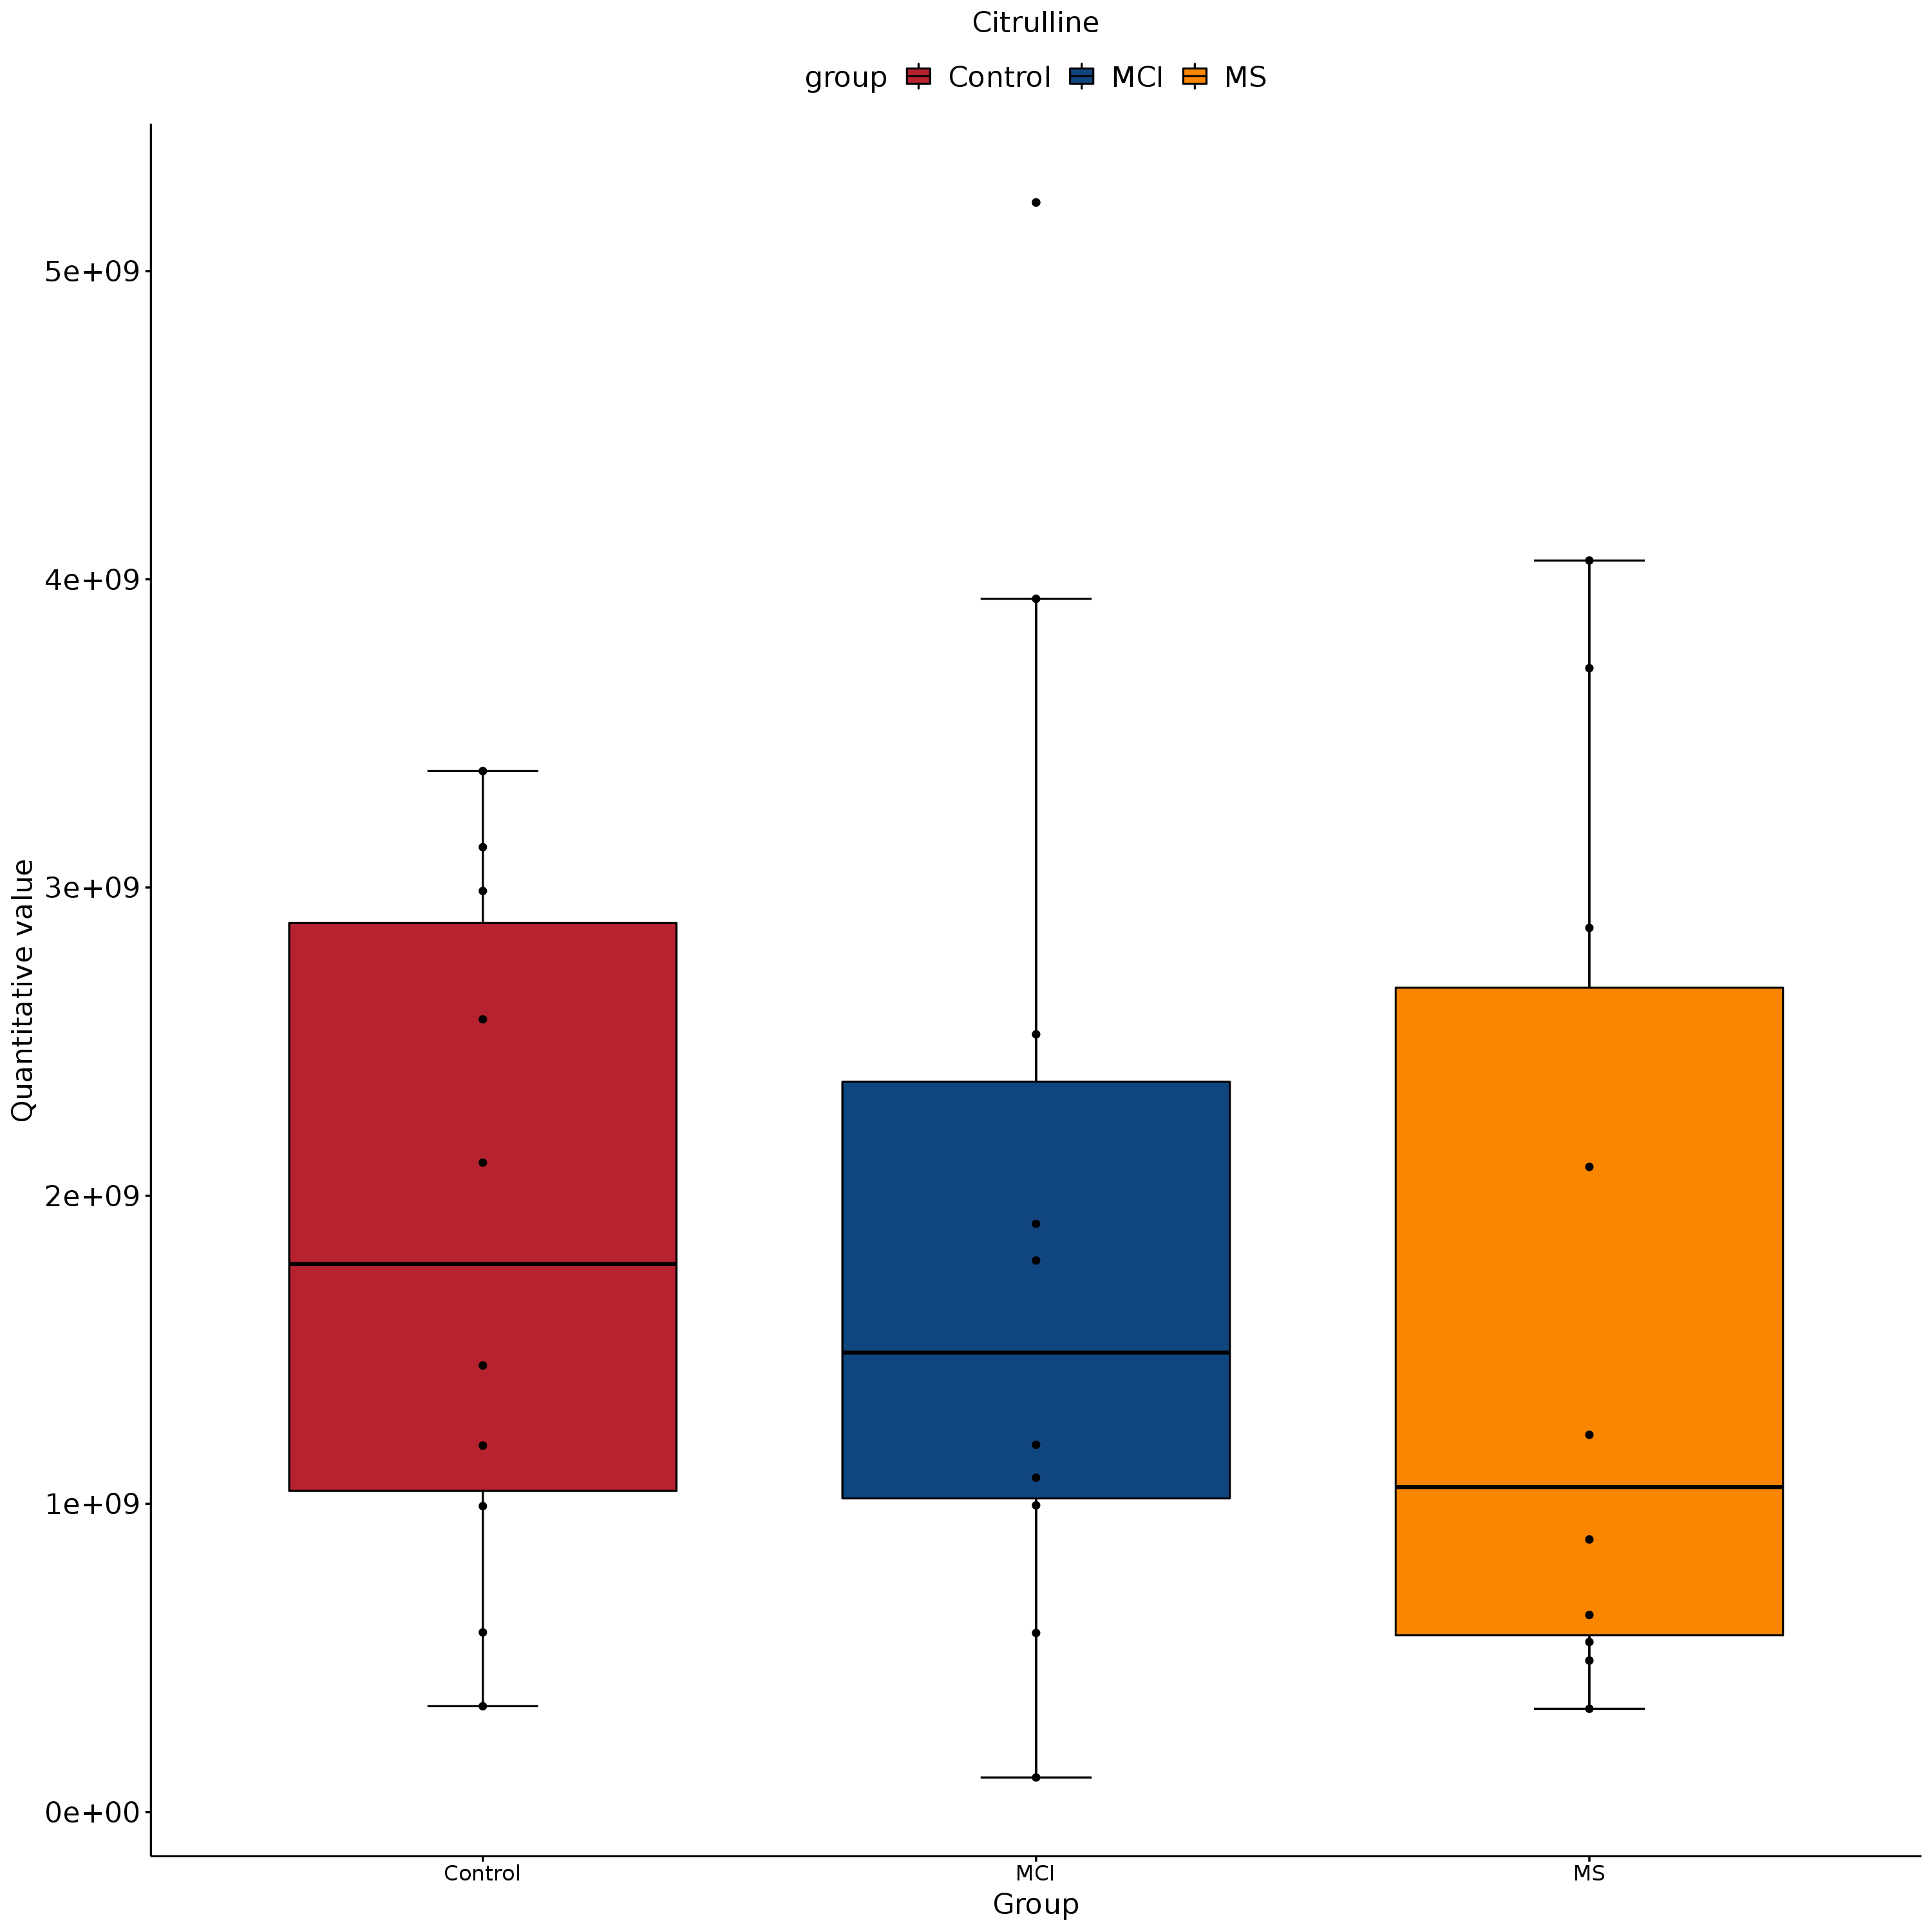 Citrulline
group Control MCI MS
5e+09
4e+09
3e+09
2e+09
1e+09
0e+00
Quantitative value
Control MCI MS
Group